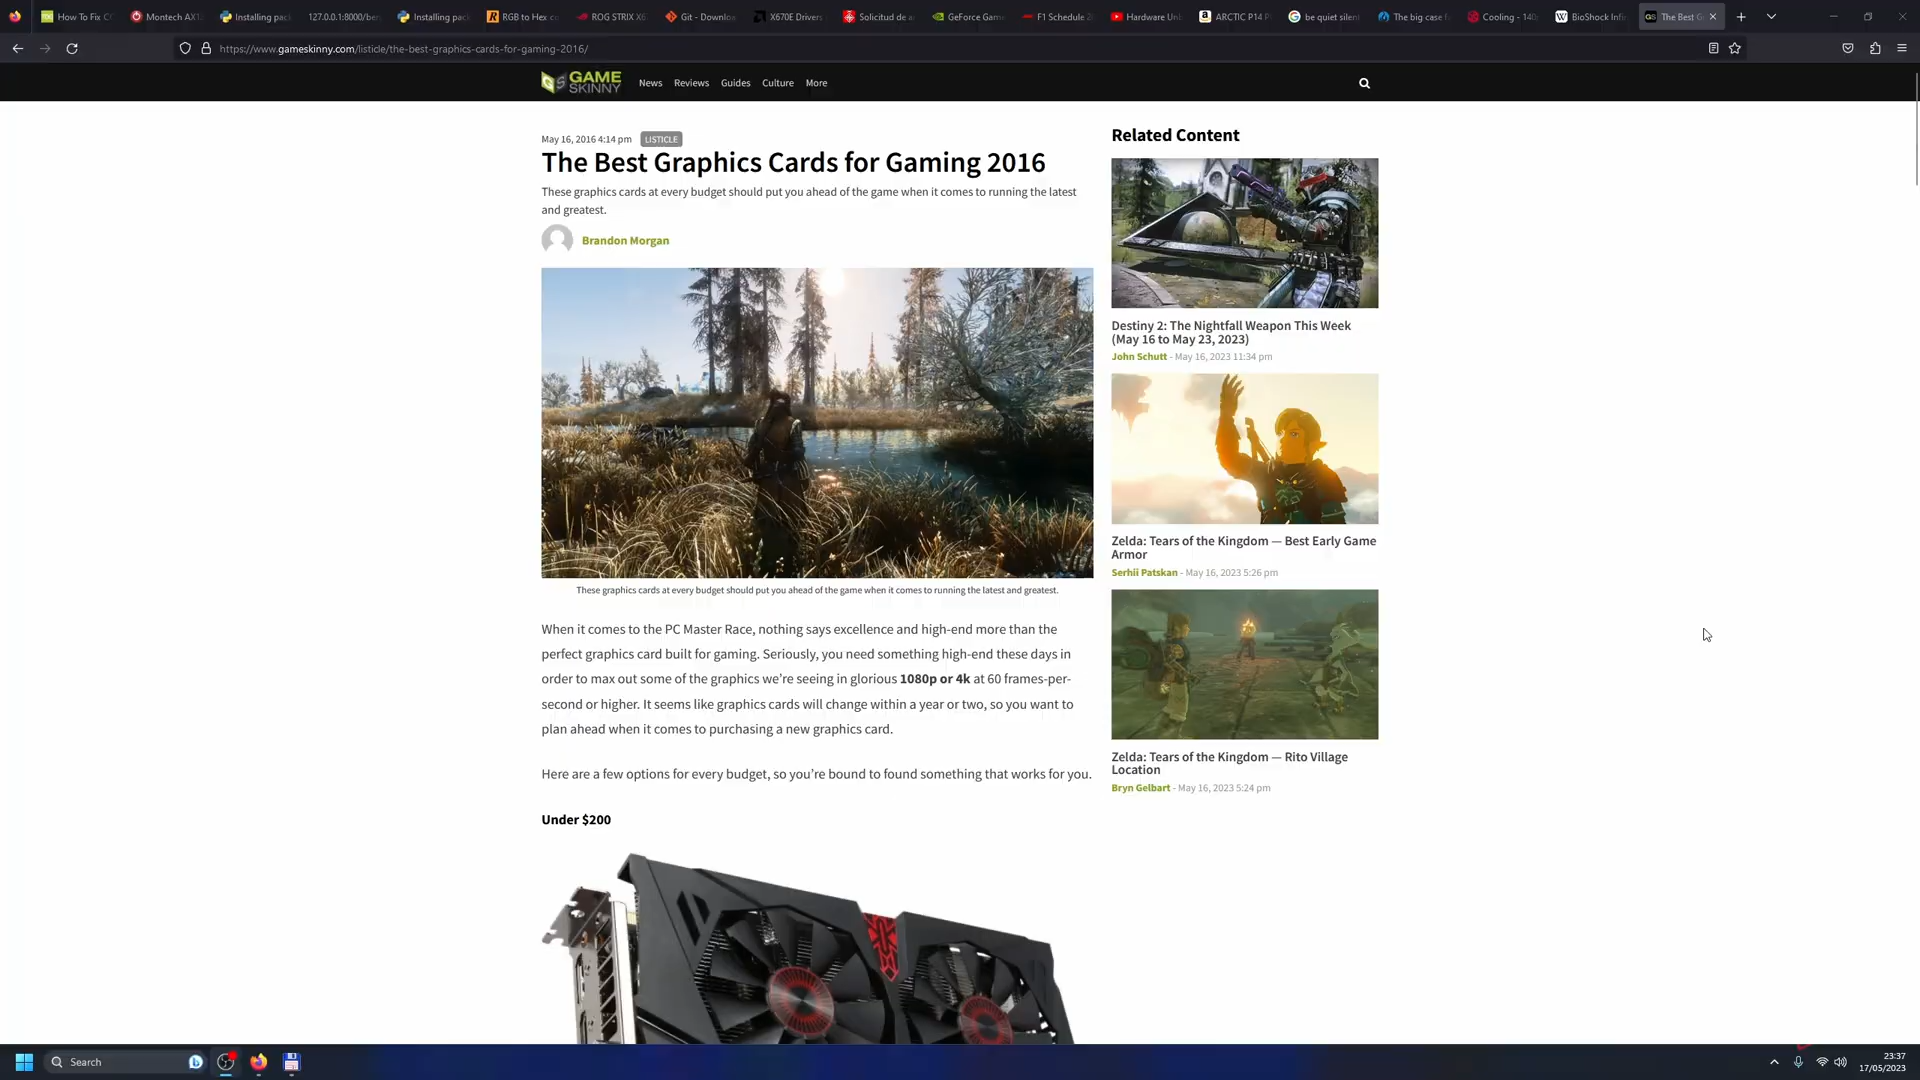 How To Fix CO
Montech AX1
Installing pack
127.0.0.1:8000/ben
Installing pack
RGB to Hex co
ROG STRIX X6
Git - Downloa
X670E Drivers
Solicitud de a
GeForce Game
F1 Schedule 2
Hardware Un
ARCTIC P14 P
be quiet silent
The big case f
Cooling - 140
BioShock Infi
The Best G
https://www.gameskinny.com/listicle/the-best-graphics-cards-for-gaming-2016/
GAME SKINNY
News
Reviews
Guides
Culture
More
May 16, 2016 4:14 pm
LISTICLE
The Best Graphics Cards for Gaming 2016
These graphics cards at every budget should put you ahead of the game when it comes to running the latest
and greatest.
Brandon Morgan
These graphics cards at every budget should put you ahead of the game when it comes to running the latest and greatest.
When it comes to the PC Master Race, nothing says excellence and high-end more than the
perfect graphics card built for gaming. Seriously, you need something high-end these days in
order to max out some of the graphics we're seeing in glorious 1080p or 4k at 60 frames-per-
second or higher. It seems like graphics cards will change within a year or two, so you want to
plan ahead when it comes to purchasing a new graphics card.
Here are a few options for every budget, so you're bound to found something that works for you.
Under $200
Related Content
Destiny 2: The Nightfall Weapon This Week
(May 16 to May 23, 2023)
John Schutt - May 16, 2023 11:34 pm
Zelda: Tears of the Kingdom — Best Early Game
Armor
Serhii Patskan - May 16, 2023 5:26 pm
Zelda: Tears of the Kingdom — Rito Village
Location
Bryn Gelbart - May 16, 2023 5:24 pm
Search
23:37
17/05/2023